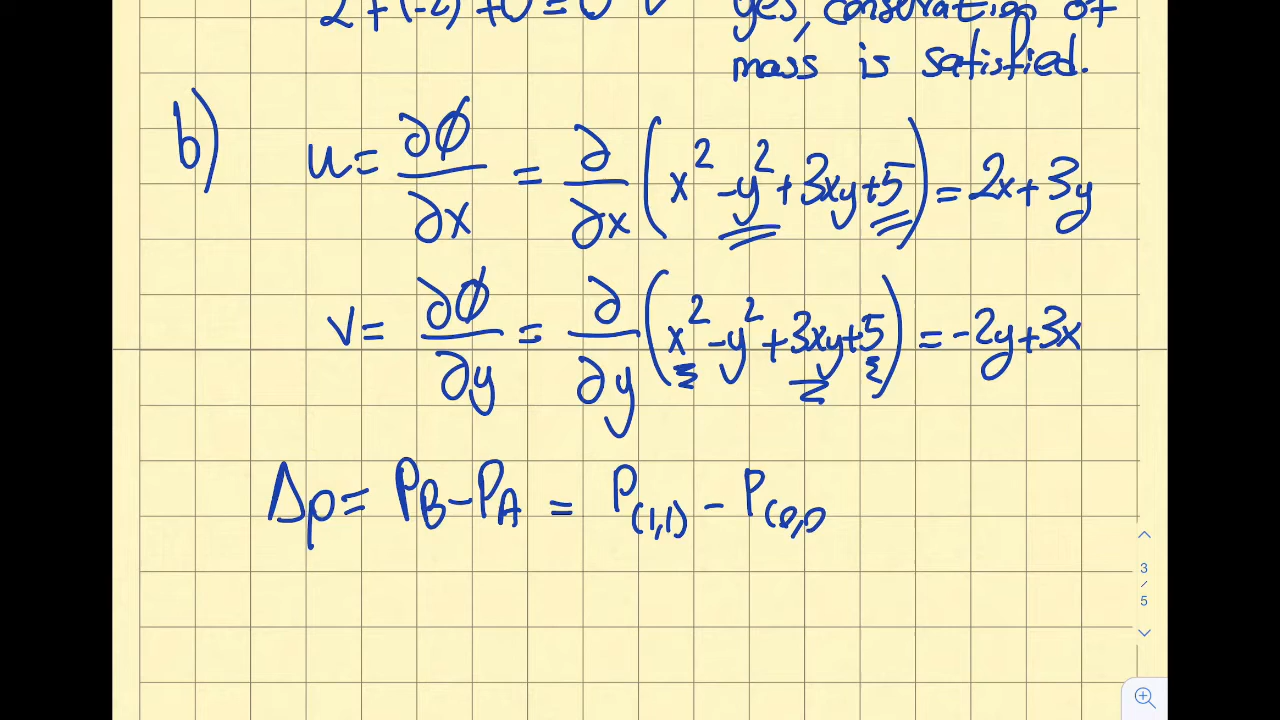 2 + (-2) + 0 = 0 ✓ yes, conservation of
mass is satisfied.
b) u = ∂∅/∂x = ∂/∂x (x² - y² + 3xy + 5) = 2x + 3y
v = ∂∅/∂y = ∂/∂y (x² - y² + 3xy + 5) = -2y + 3x
Δp = P_B - P_A = P_(1,1) - P_(0,)
3
/
5